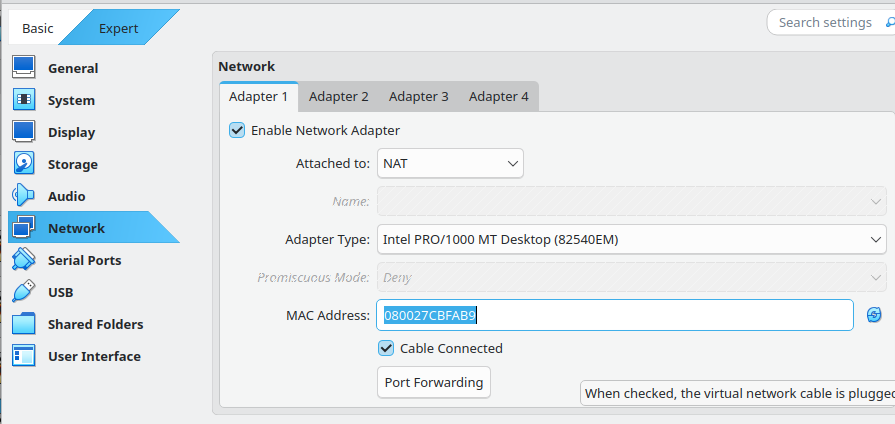 Basic Expert Search settings
General
System
Display
Storage
Audio
Network
Serial Ports
USB
Shared Folders
User Interface
Network
Adapter 1 Adapter 2 Adapter 3 Adapter 4
Enable Network Adapter
Attached to: NAT
Name:
Adapter Type: Intel PRO/1000 MT Desktop (82540EM)
Promiscuous Mode: Deny
MAC Address: 080027CBFAB9
Cable Connected
Port Forwarding
When checked, the virtual network cable is plugged